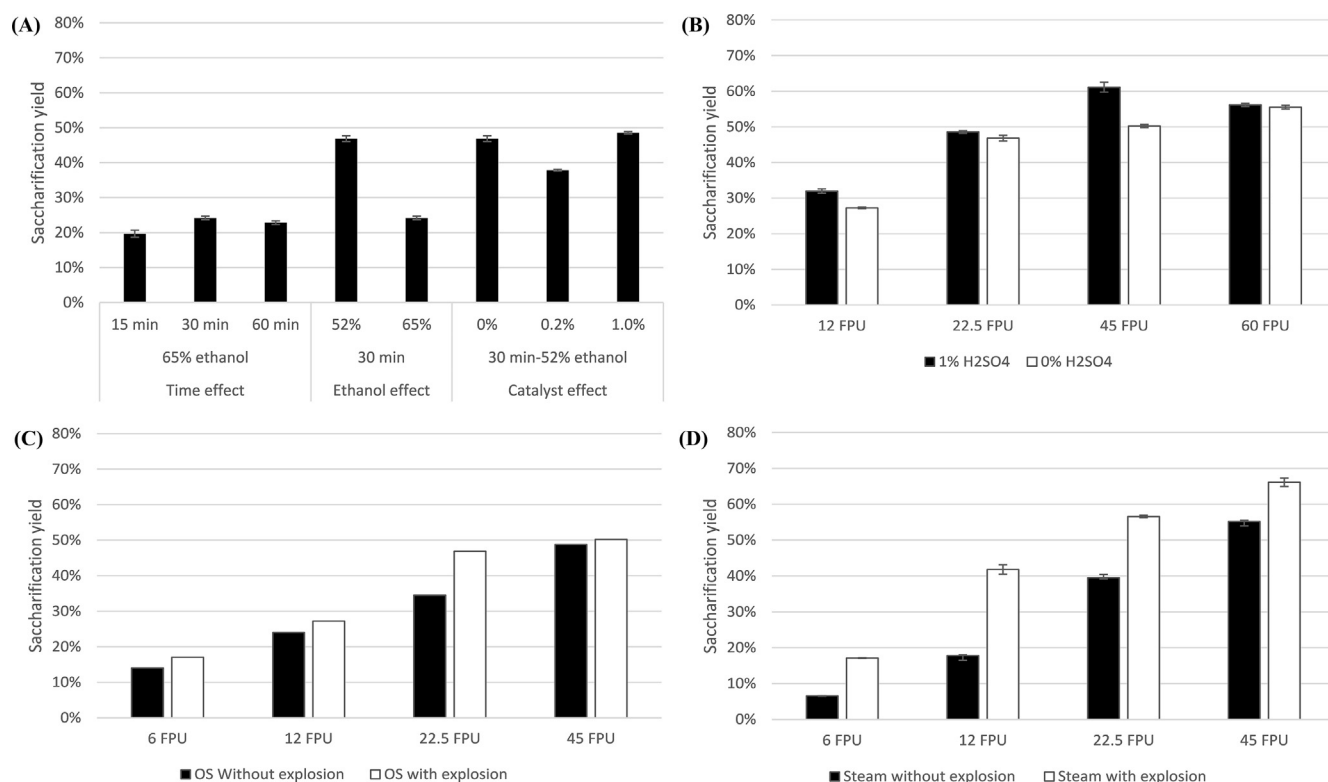 (A)
Saccharification yield
80%
70%
60%
50%
40%
30%
20%
10%
0%
15 min 30 min 60 min 52% 65% 0% 0.2% 1.0%
65% ethanol 30 min 30 min-52% ethanol
Time effect Ethanol effect Catalyst effect
(B)
Saccharification yield
80%
70%
60%
50%
40%
30%
20%
10%
0%
12 FPU 22.5 FPU 45 FPU 60 FPU
1% H2SO4 0% H2SO4
(C)
Saccharification yield
80%
70%
60%
50%
40%
30%
20%
10%
0%
6 FPU 12 FPU 22.5 FPU 45 FPU
OS Without explosion OS with explosion
(D)
Saccharification yield
80%
70%
60%
50%
40%
30%
20%
10%
0%
6 FPU 12 FPU 22.5 FPU 45 FPU
Steam without explosion Steam with explosion